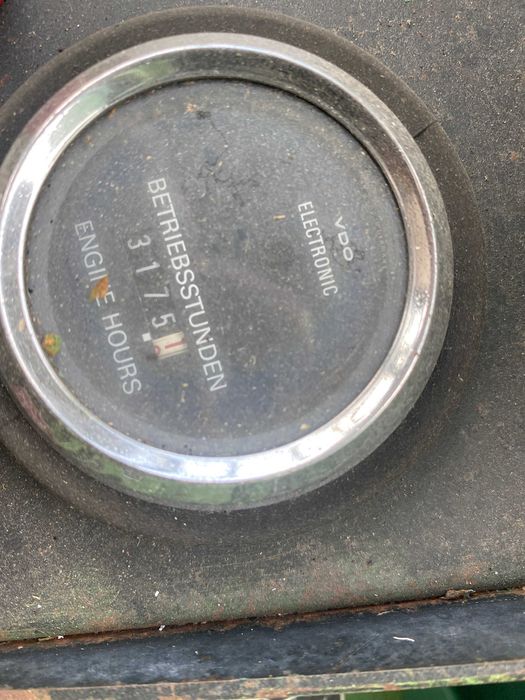 VDO
ELECTRONIC
BETRIEBSSTUNDEN
3175.
ENGINE HOURS